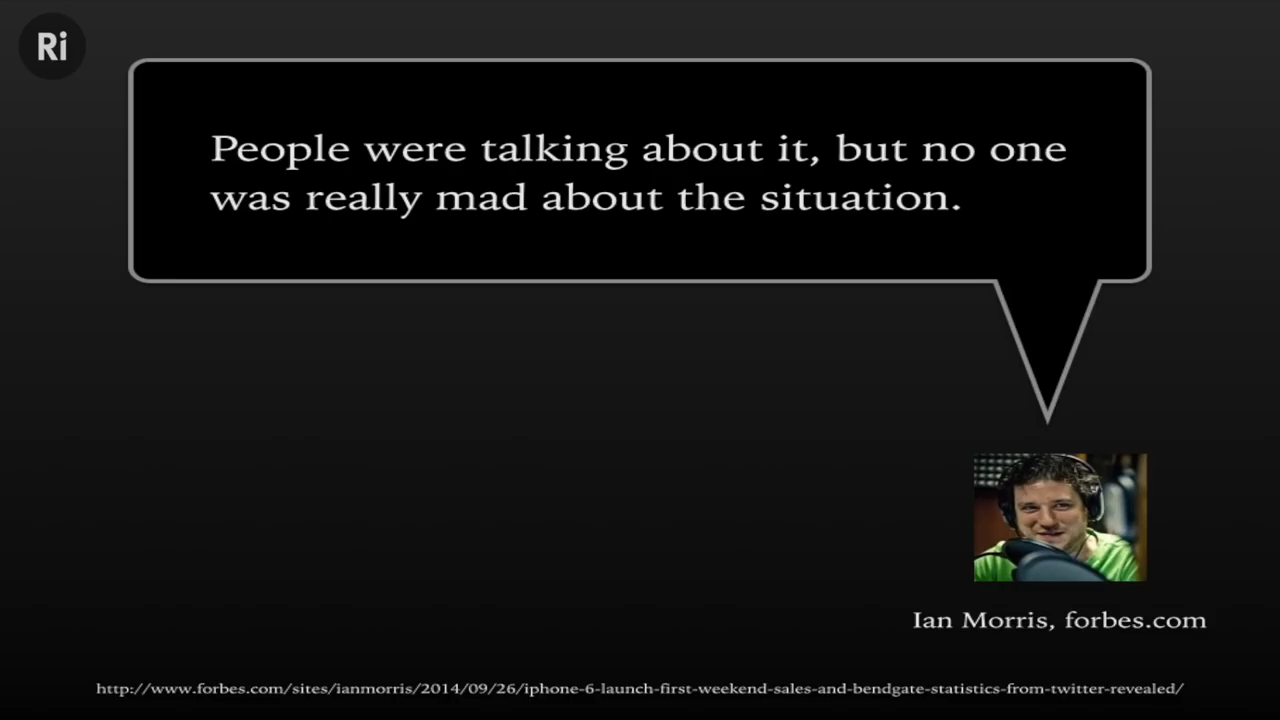 Ri
People were talking about it, but no one
was really mad about the situation.
Ian Morris, forbes.com
http://www.forbes.com/sites/ianmorris/2014/09/26/iphone-6-launch-first-weekend-sales-and-bendgate-statistics-from-twitter-revealed/